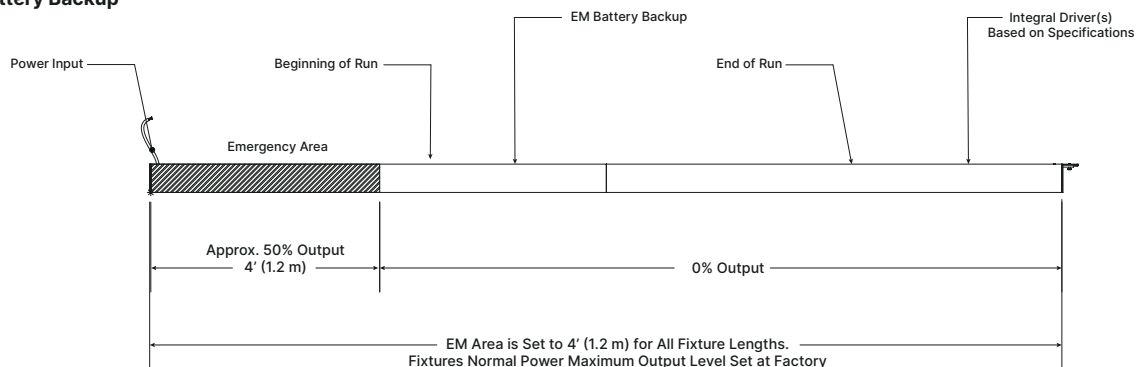 Battery Backup
EM Battery Backup
Integral Driver(s)
Based on Specifications
Power Input
Beginning of Run
End of Run
Emergency Area
Approx. 50% Output
4' (1.2 m)
0% Output
EM Area is Set to 4' (1.2 m) for All Fixture Lengths.
Fixtures Normal Power Maximum Output Level Set at Factory